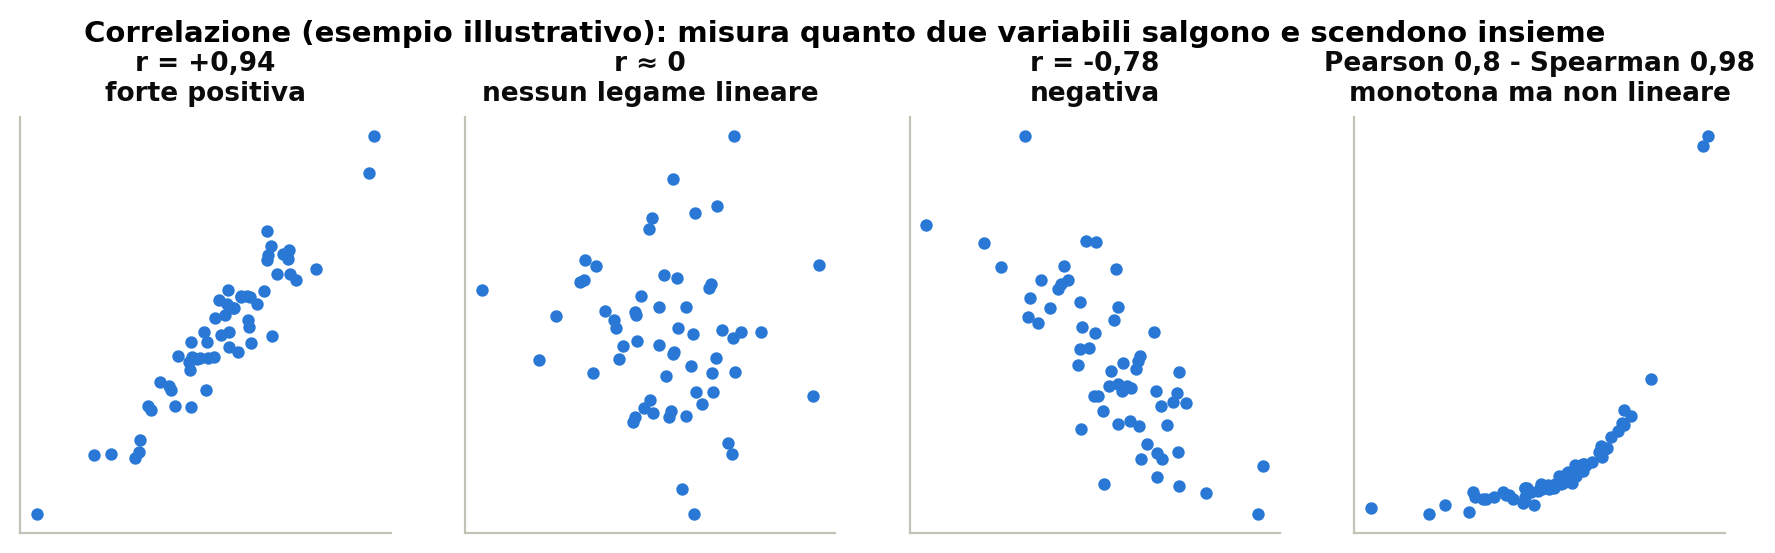 Correlazione (esempio illustrativo): misura quanto due variabili salgono e scendono insieme
r = +0,94
forte positiva
r ≈ 0
nessun legame lineare
r = -0,78
negativa
Pearson 0,8 - Spearman 0,98
monotona ma non lineare